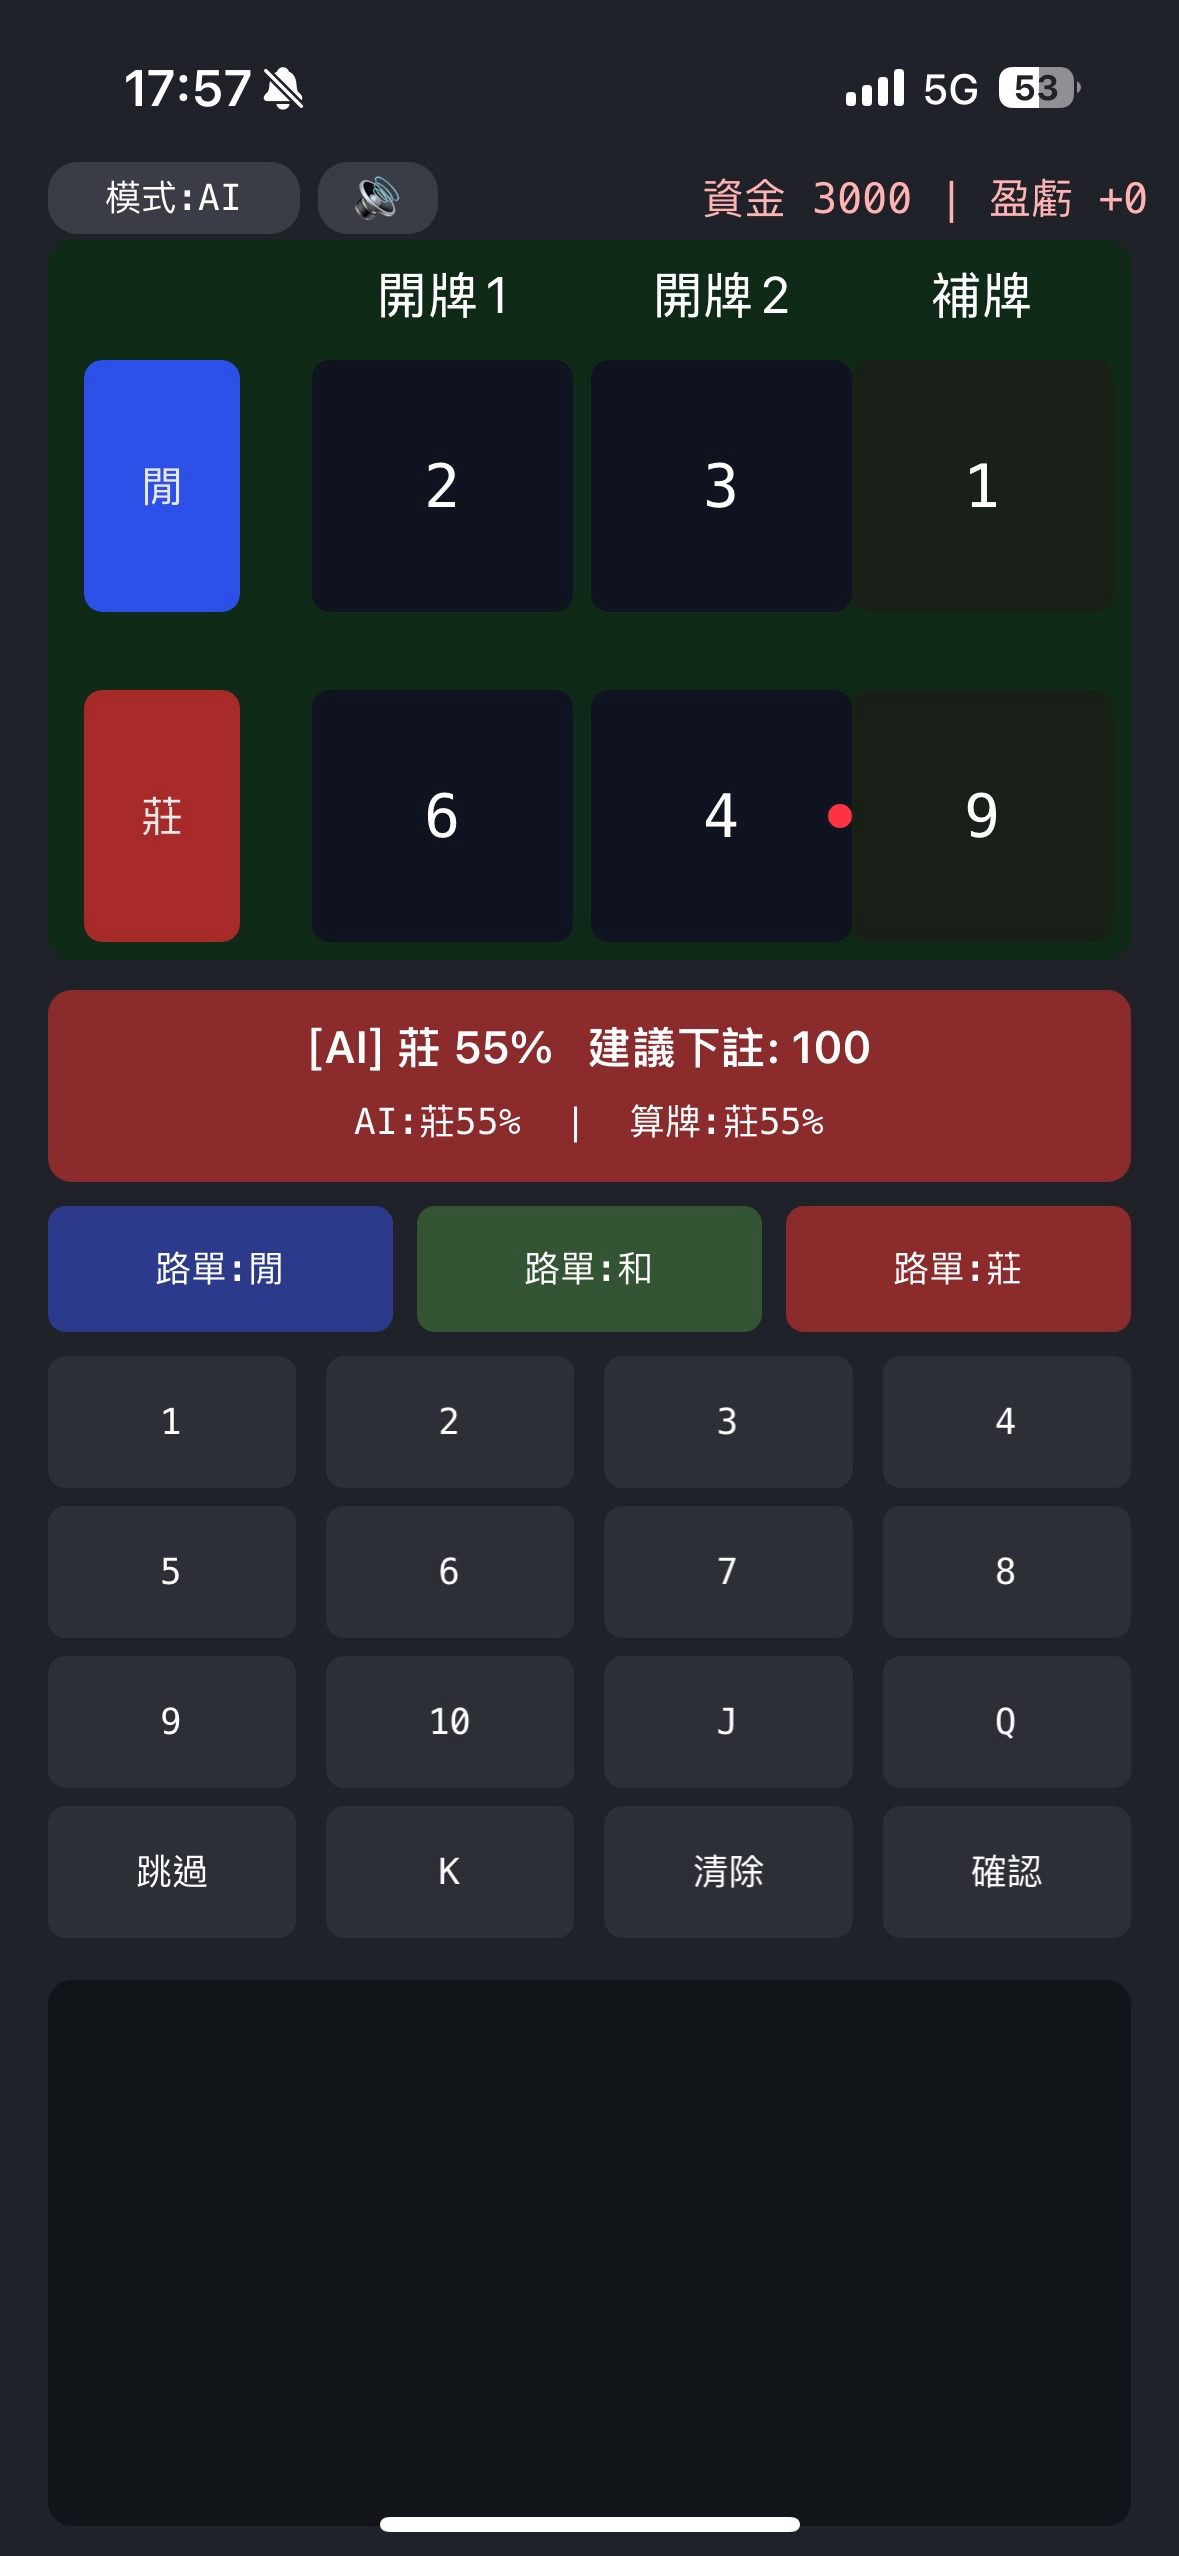 17:57 5G 53
模式:AI 資金 3000 | 盈虧 +0
開牌1 開牌2 補牌
閒 2 3 1
莊 6 4 9
[AI] 莊 55% 建議下註: 100
AI:莊55% | 算牌:莊55%
路單:閒 路單:和 路單:莊
1 2 3 4
5 6 7 8
9 10 J Q
跳過 K 清除 確認